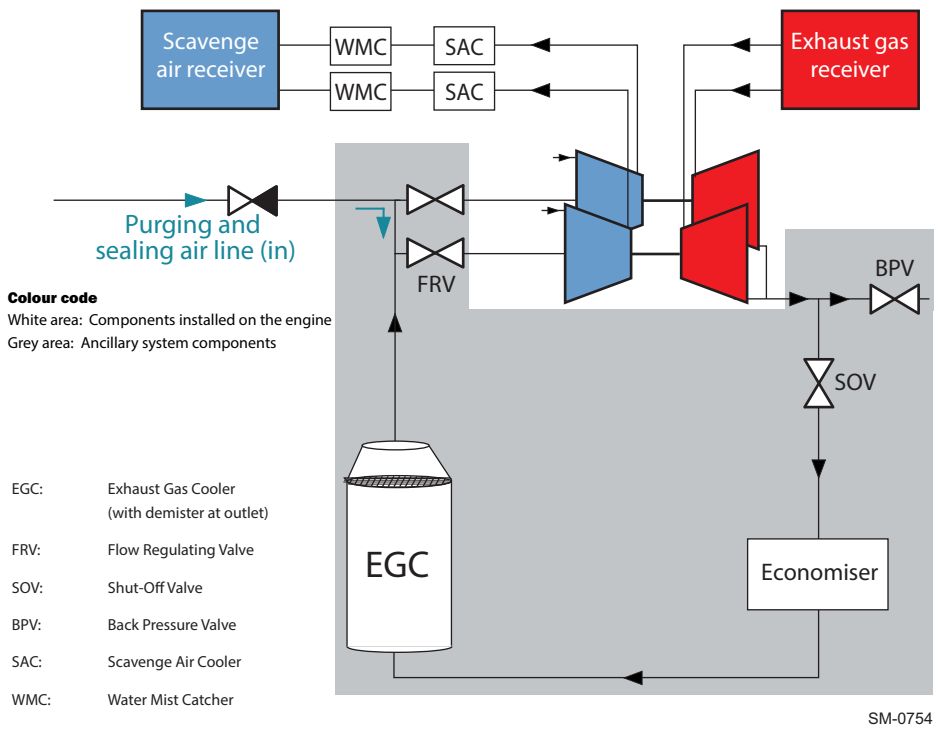 Scavenge
air receiver
WMC
SAC
WMC
SAC
Exhaust gas
receiver
Purging and
sealing air line (in)
FRV
BPV
SOV
Colour code
White area: Components installed on the engine
Grey area: Ancillary system components
EGC
Economiser
EGC: Exhaust Gas Cooler
(with demister at outlet)
FRV: Flow Regulating Valve
SOV: Shut-Off Valve
BPV: Back Pressure Valve
SAC: Scavenge Air Cooler
WMC: Water Mist Catcher
SM-0754